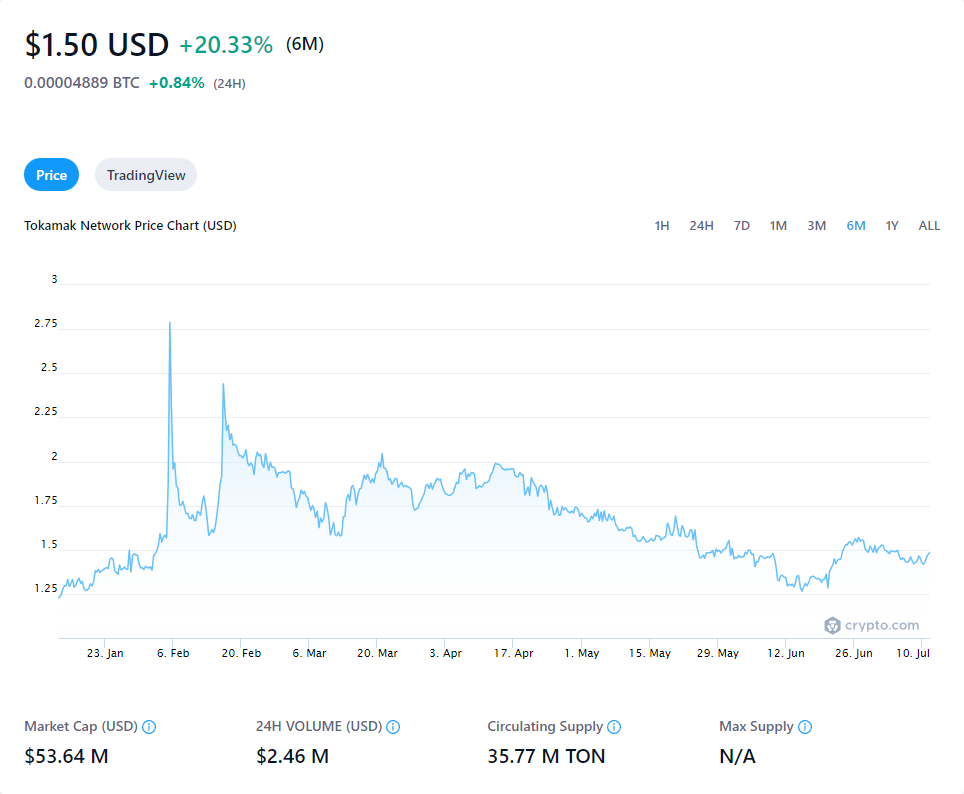 $1.50 USD +20.33% (6M)
0.00004889 BTC +0.84% (24H)
Price TradingView
Tokamak Network Price Chart (USD) 1H 24H 7D 1M 3M 6M 1Y ALL
3
2.75
2.5
2.25
2
1.75
1.5
1.25
crypto.com
23. Jan 6. Feb 20. Feb 6. Mar 20. Mar 3. Apr 17. Apr 1. May 15. May 29. May 12. Jun 26. Jun 10. Jul
Market Cap (USD) 24H VOLUME (USD) Circulating Supply Max Supply
$53.64 M $2.46 M 35.77 M TON N/A